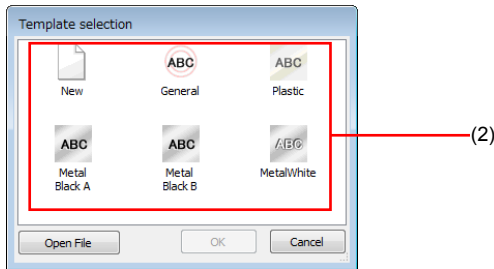 Template selection
ABC
ABC
New
General
Plastic
(2)
ABC
ABC
ABC
Metal
Black A
Metal
Black B
MetalWhite
Open File
OK
Cancel